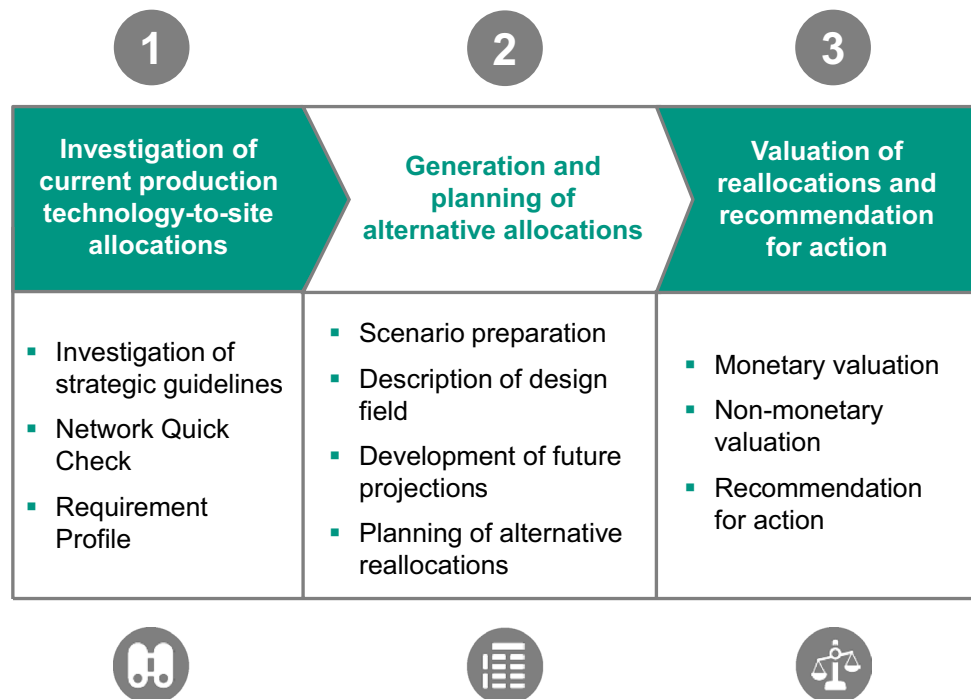 1
2
3
Investigation of
current production
technology-to-site
allocations
Generation and
planning of
alternative allocations
Valuation of
reallocations and
recommendation
for action
▪ Investigation of
strategic guidelines
▪ Network Quick
Check
▪ Requirement
Profile
▪ Scenario preparation
▪ Description of design
field
▪ Development of future
projections
▪ Planning of alternative
reallocations
▪ Monetary valuation
▪ Non-monetary
valuation
▪ Recommendation
for action